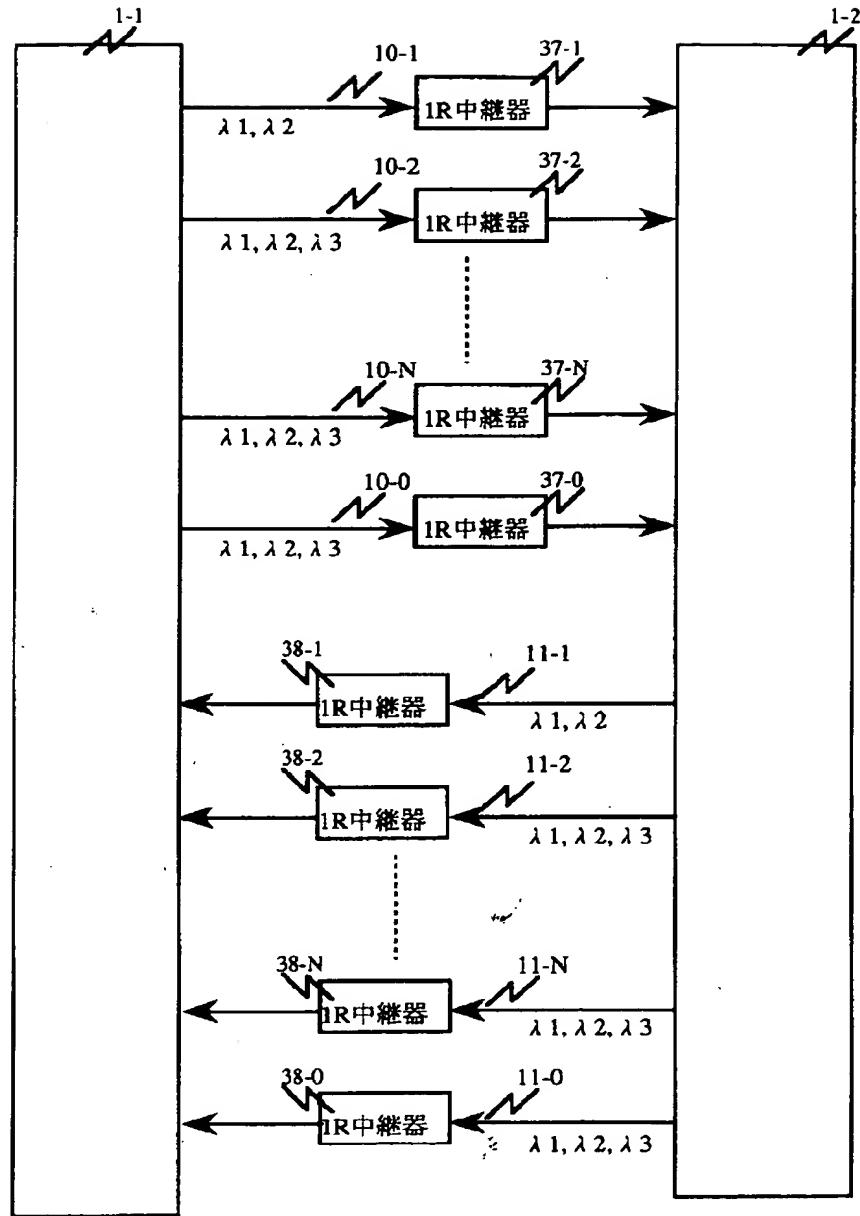 1-1
1-2
10-1
37-1
1R中継器
λ1, λ2
10-2
37-2
1R中継器
λ1, λ2, λ3
10-N
37-N
1R中継器
λ1, λ2, λ3
10-0
37-0
1R中継器
λ1, λ2, λ3
38-1
11-1
1R中継器
λ1, λ2
38-2
11-2
1R中継器
λ1, λ2, λ3
38-N
11-N
1R中継器
λ1, λ2, λ3
38-0
11-0
1R中継器
λ1, λ2, λ3